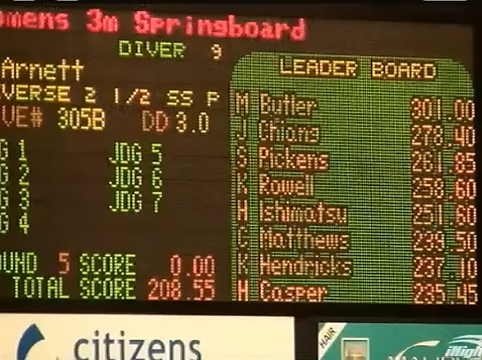 omens 3m Springboard
DIVER 9
Arnett
VERSE 2 1/2 SS P
VE# 305B DD 3.0
G 1 JDG 5
G 2 JDG 6
G 3 JDG 7
G 4
OUND 5 SCORE 0.00
TOTAL SCORE 208.55
LEADER BOARD
M Butler 301.00
J Chiang 278.40
S Pickens 261.85
K Rowell 258.60
H Ishimatsu 251.60
C Matthews 239.50
K Hendricks 237.10
H Casper 235.45
citizens
HAIR